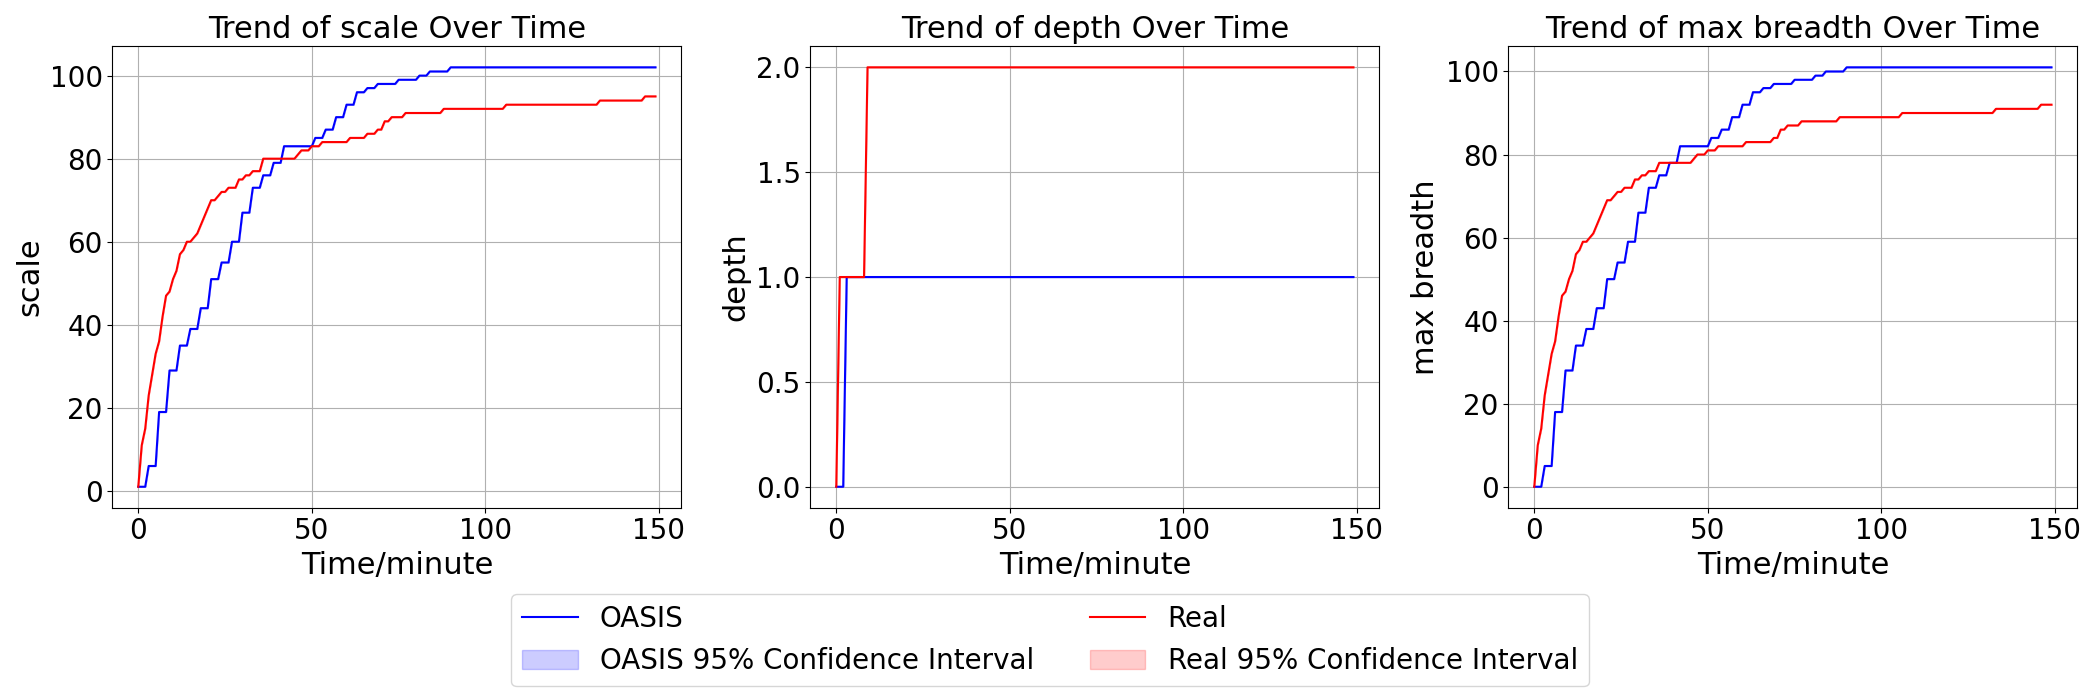 Trend of scale Over Time
100
80
60
40
20
0
scale
0 50 100 150
Time/minute
Trend of depth Over Time
2.0
1.5
1.0
0.5
0.0
depth
0 50 100 150
Time/minute
Trend of max breadth Over Time
100
80
60
40
20
0
max breadth
0 50 100 150
Time/minute
OASIS
OASIS 95% Confidence Interval
Real
Real 95% Confidence Interval